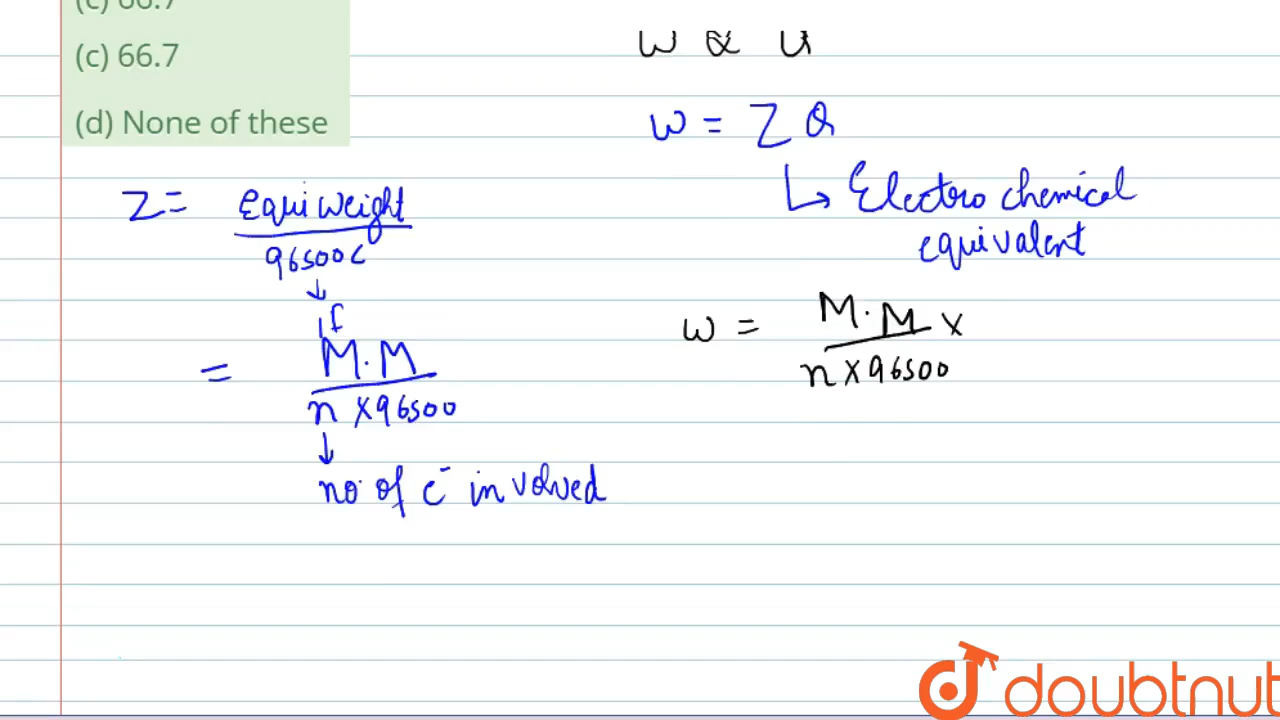 (c) 66.7
(c) 66.7
(d) None of these
W α
W = Z Q
↳ Electro chemical
equivalent
Z = Equi weight
96500C
↓
1F
= M.M
n × 96500
↓
no. of e⁻ involved
W = M.M ×
n × 96500
doubtnut